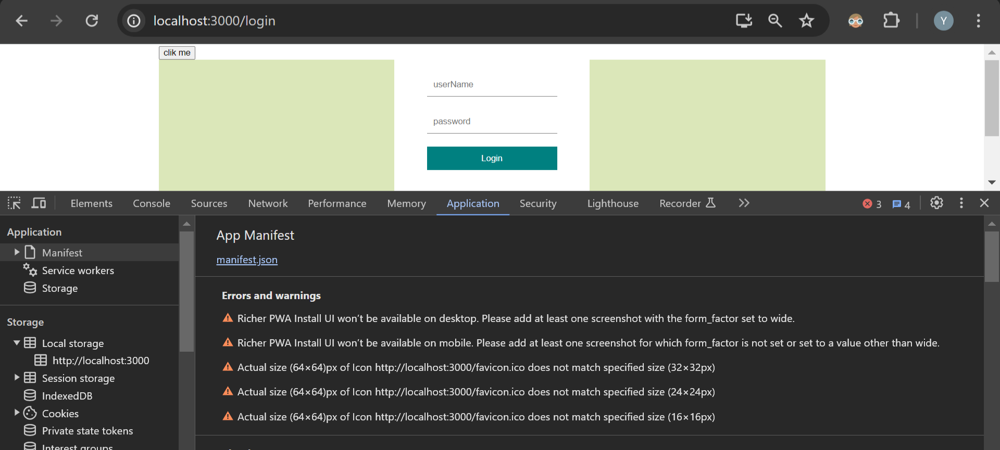 localhost:3000/login
Y
clik me
userName
password
Login
Elements Console Sources Network Performance Memory Application Security Lighthouse Recorder 3 4
Application
Manifest
Service workers
Storage
Storage
Local storage
http://localhost:3000
Session storage
IndexedDB
Cookies
Private state tokens
Interest groups
App Manifest
manifest.json
Errors and warnings
Richer PWA Install UI won’t be available on desktop. Please add at least one screenshot with the form_factor set to wide.
Richer PWA Install UI won’t be available on mobile. Please add at least one screenshot for which form_factor is not set or set to a value other than wide.
Actual size (64×64)px of Icon http://localhost:3000/favicon.ico does not match specified size (32×32px)
Actual size (64×64)px of Icon http://localhost:3000/favicon.ico does not match specified size (24×24px)
Actual size (64×64)px of Icon http://localhost:3000/favicon.ico does not match specified size (16×16px)